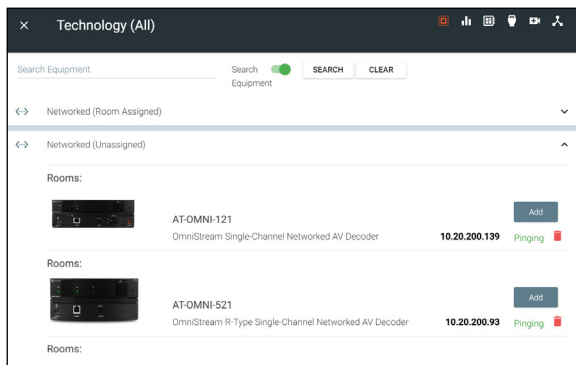 Technology (All)
Search Equipment
Search
Equipment
SEARCH
CLEAR
Networked (Room Assigned)
Networked (Unassigned)
Rooms:
AT-OMNI-121
Add
OmniStream Single-Channel Networked AV Decoder
10.20.200.139
Pinging
Rooms:
AT-OMNI-521
Add
OmniStream R-Type Single-Channel Networked AV Decoder
10.20.200.93
Pinging
Rooms: